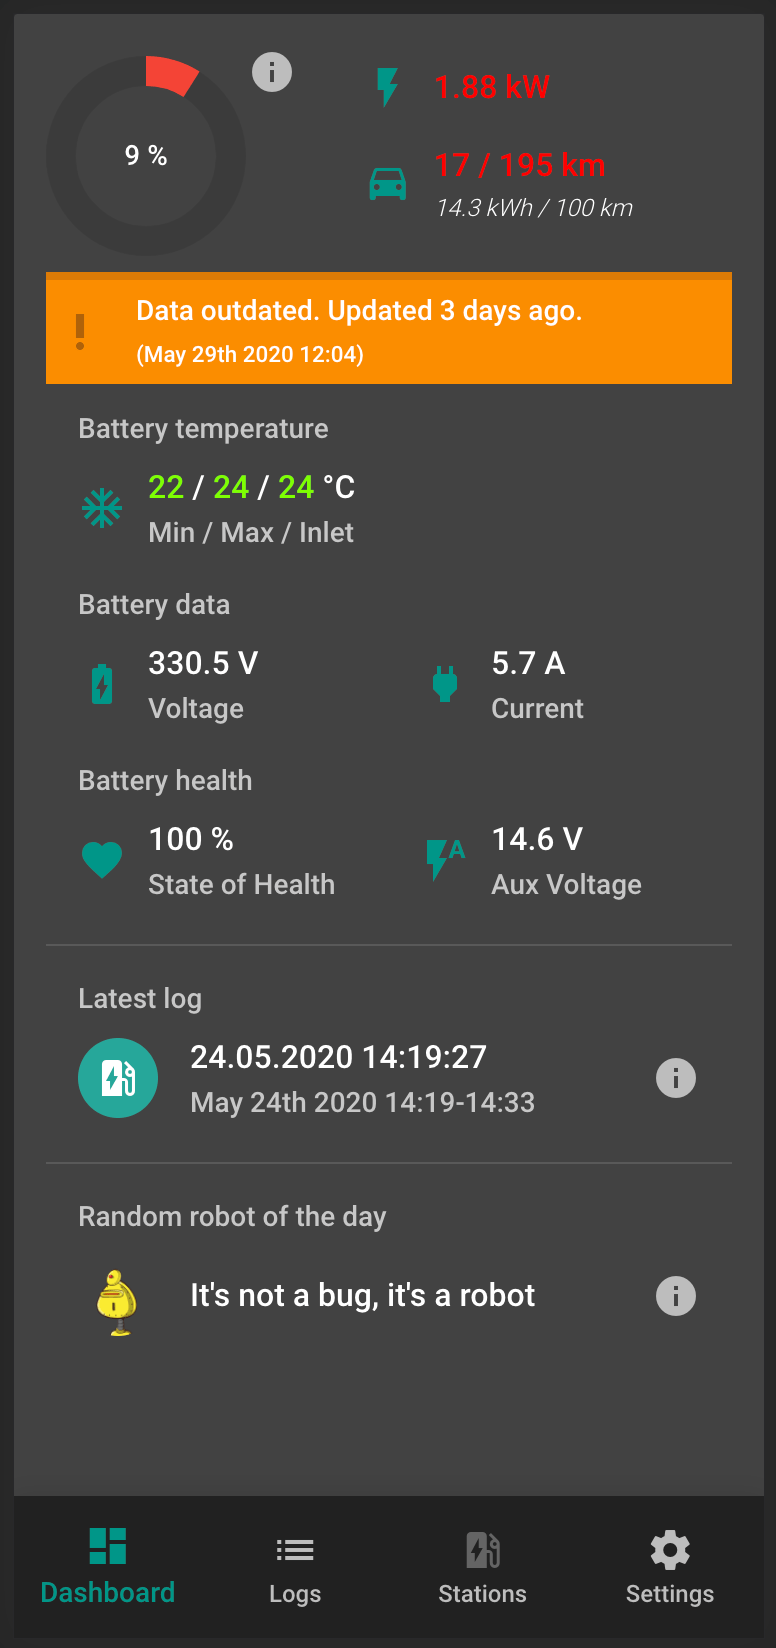 9 %
1.88 kW
17 / 195 km
14.3 kWh / 100 km
Data outdated. Updated 3 days ago.
(May 29th 2020 12:04)
Battery temperature
22 / 24 / 24 °C
Min / Max / Inlet
Battery data
330.5 V
Voltage
5.7 A
Current
Battery health
100 %
State of Health
A
14.6 V
Aux Voltage
Latest log
24.05.2020 14:19:27
May 24th 2020 14:19-14:33
Random robot of the day
It's not a bug, it's a robot
Dashboard
Logs
Stations
Settings